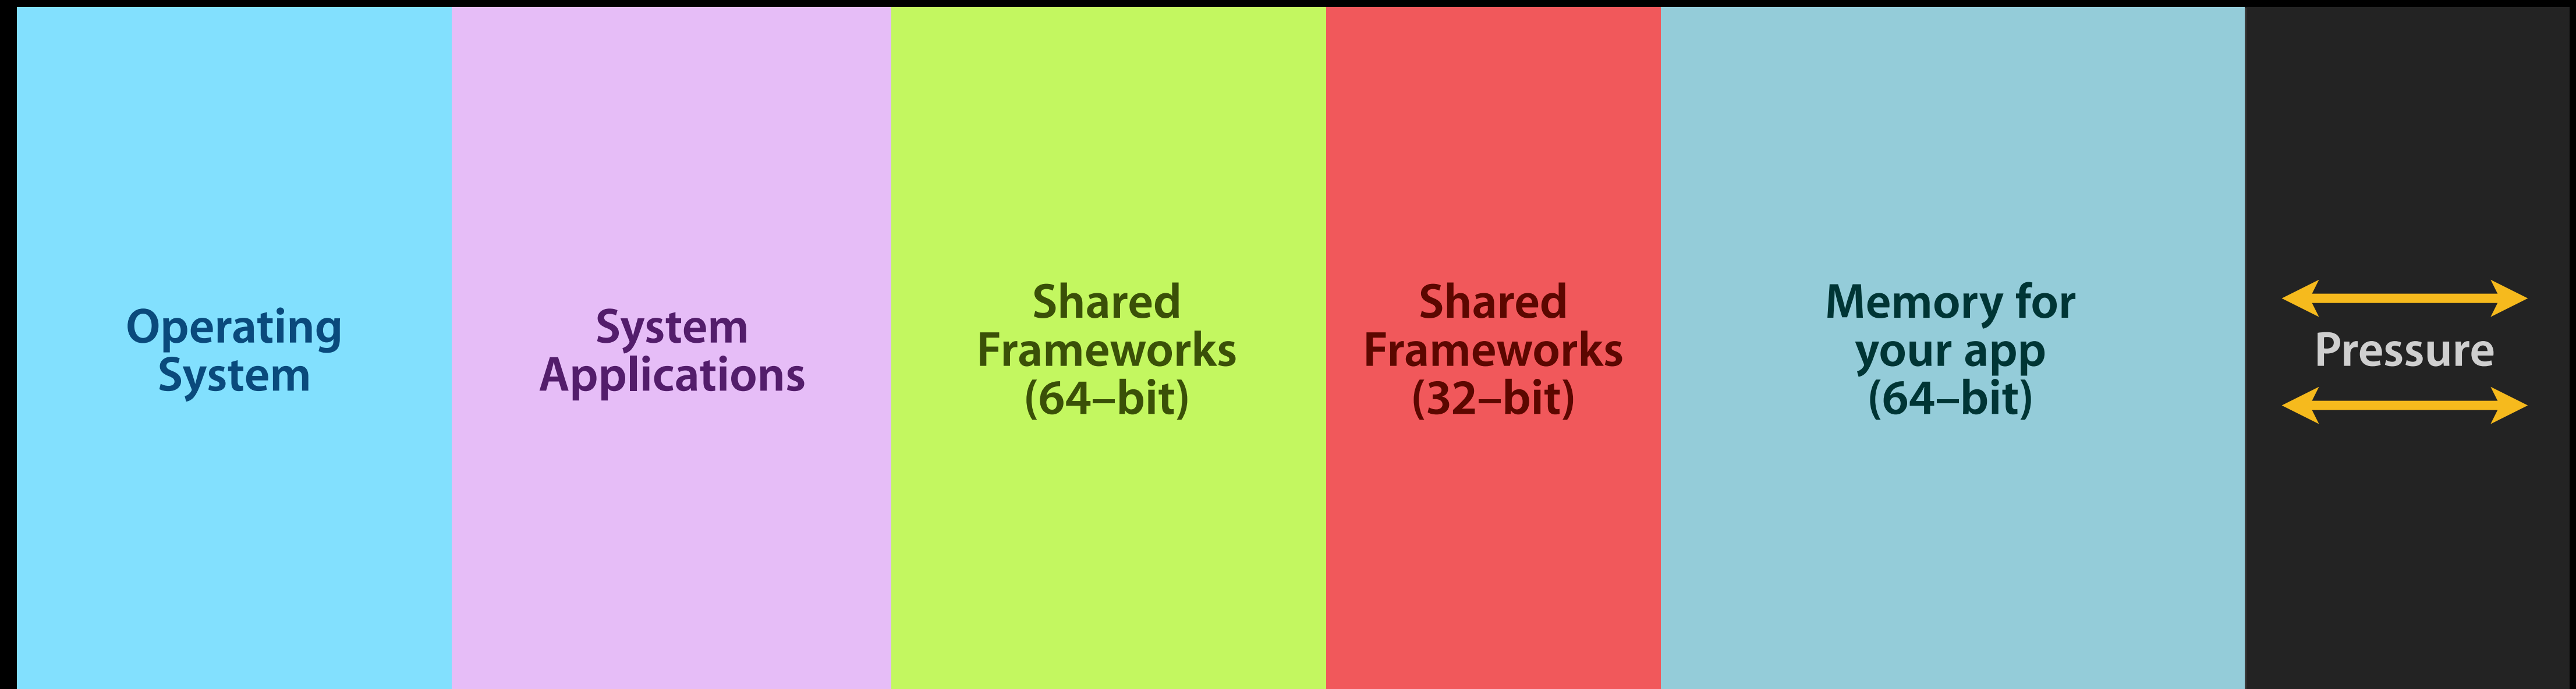 Operating
System
System
Applications
Shared
Frameworks
(64–bit)
Shared
Frameworks
(32–bit)
Memory for
your app
(64–bit)
Pressure